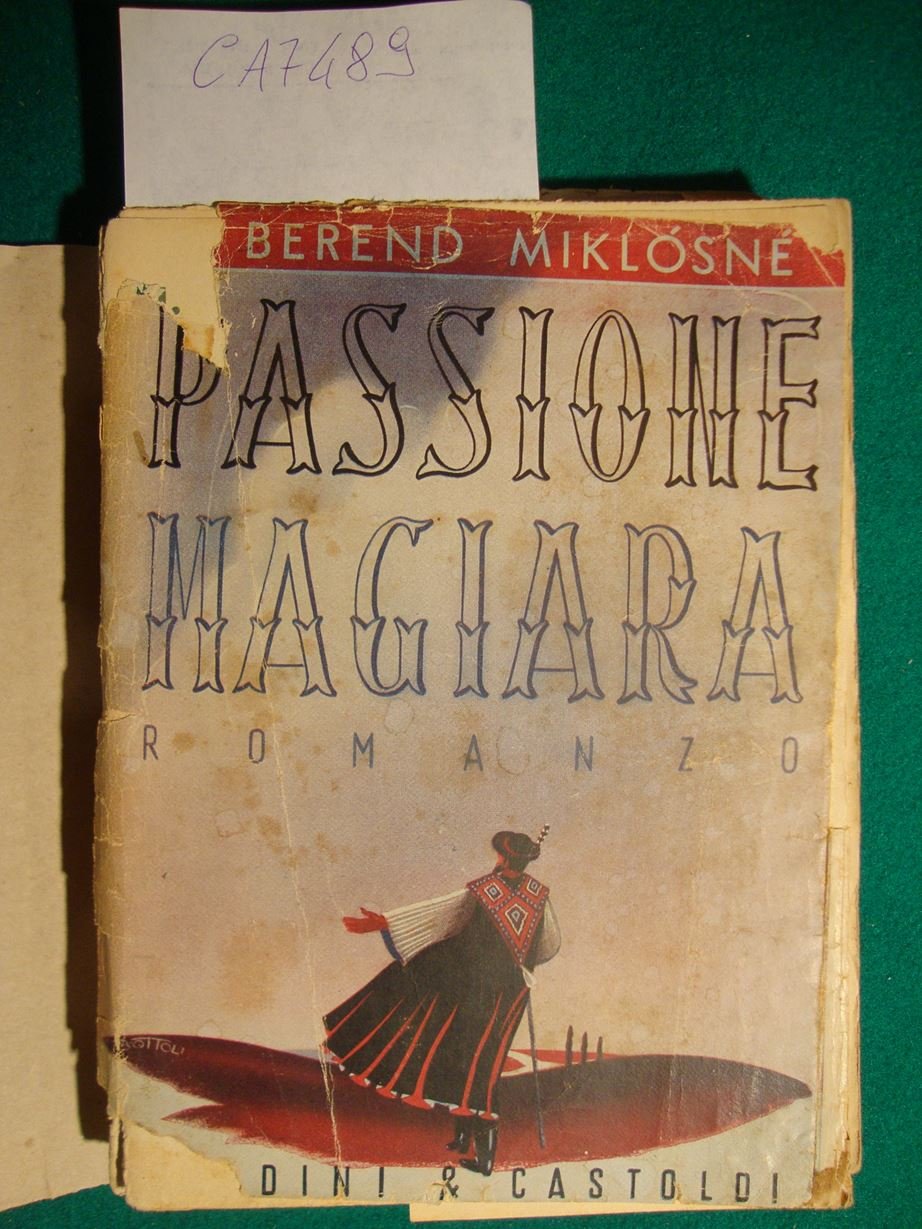 CA7489
BEREND MIKLÓSNÉ
PASSIONE
MAGIARA
ROMANZO
DINI & CASTOLDI